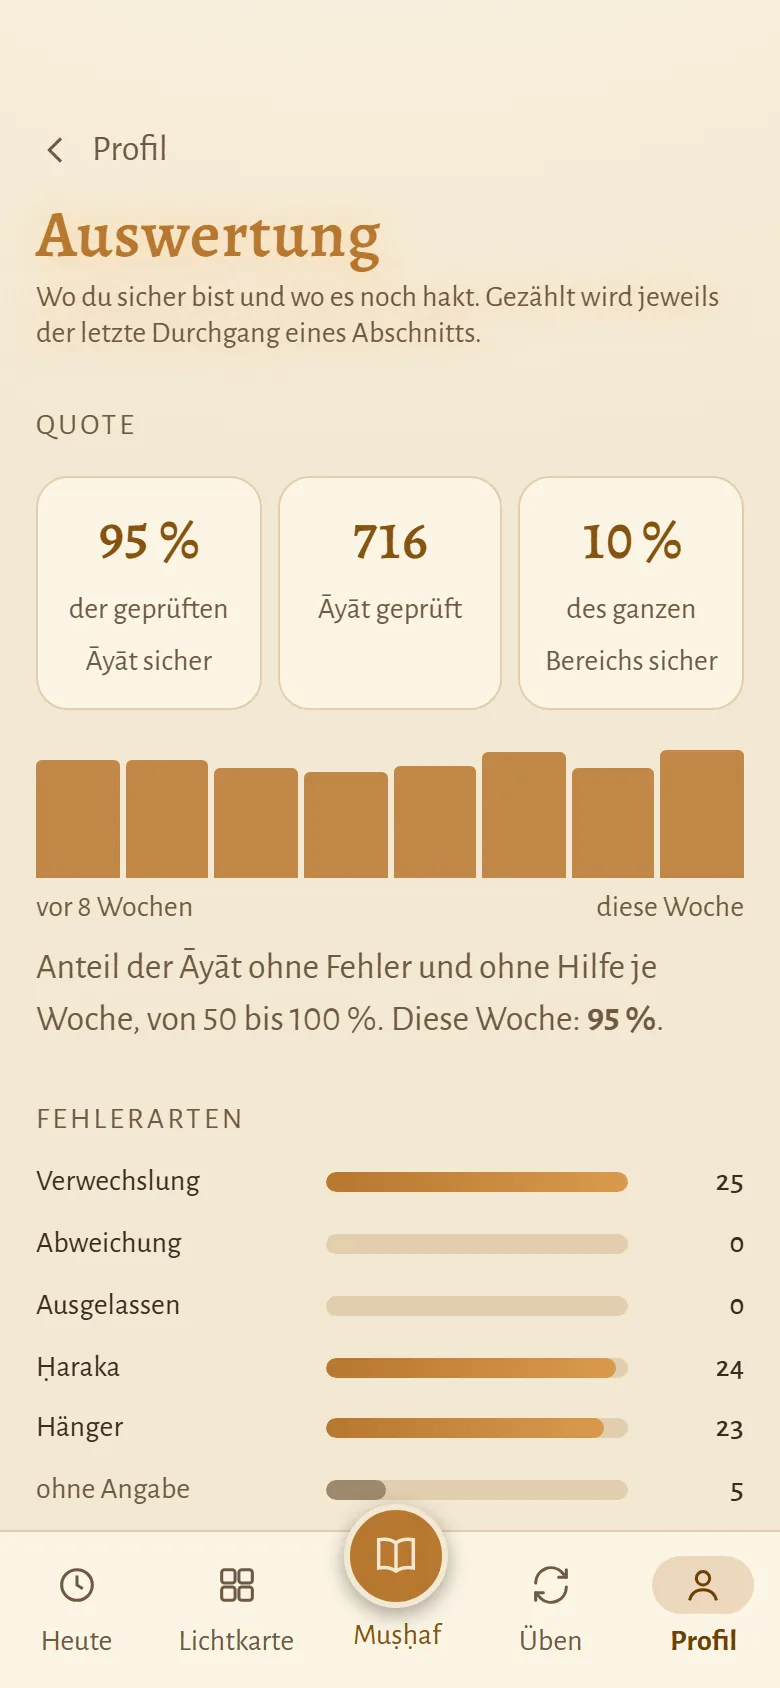 Profil
Auswertung
Wo du sicher bist und wo es noch hakt. Gezählt wird jeweils
der letzte Durchgang eines Abschnitts.
QUOTE
95 %
der geprüften
Āyāt sicher
716
Āyāt geprüft
10 %
des ganzen
Bereichs sicher
vor 8 Wochen
diese Woche
Anteil der Āyāt ohne Fehler und ohne Hilfe je
Woche, von 50 bis 100 %. Diese Woche: 95 %.
FEHLERARTEN
Verwechslung 25
Abweichung 0
Ausgelassen 0
Ḥaraka 24
Hänger 23
ohne Angabe 5
Heute
Lichtkarte
Muṣḥaf
Üben
Profil